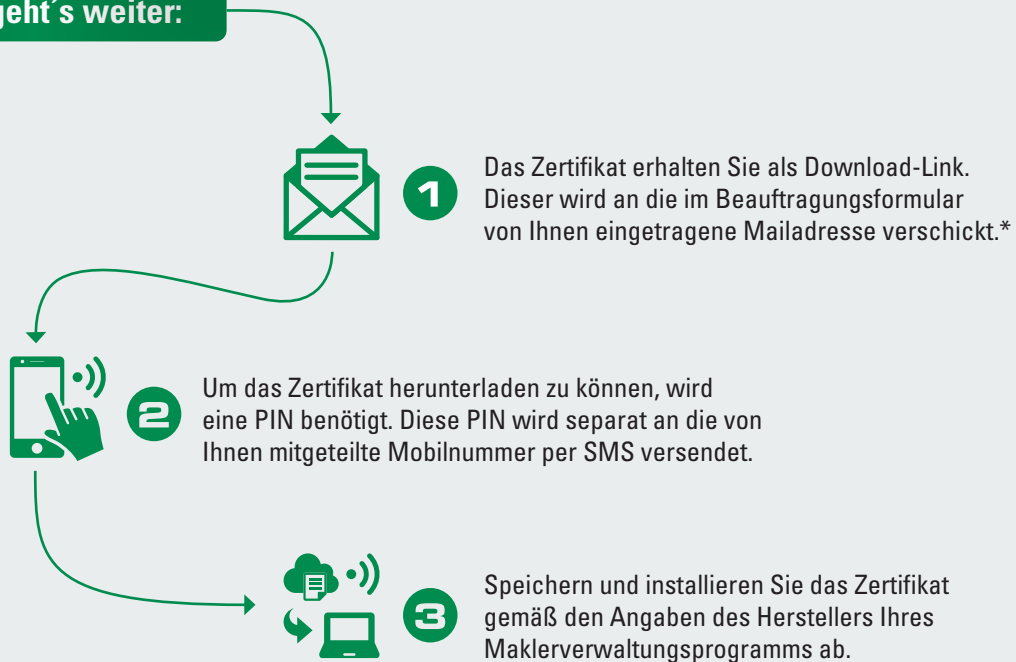 geht´s weiter:
1
Das Zertifikat erhalten Sie als Download-Link.
Dieser wird an die im Beauftragungsformular
von Ihnen eingetragene Mailadresse verschickt.*
2
Um das Zertifikat herunterladen zu können, wird
eine PIN benötigt. Diese PIN wird separat an die von
Ihnen mitgeteilte Mobilnummer per SMS versendet.
3
Speichern und installieren Sie das Zertifikat
gemäß den Angaben des Herstellers Ihres
Maklerverwaltungsprogramms ab.